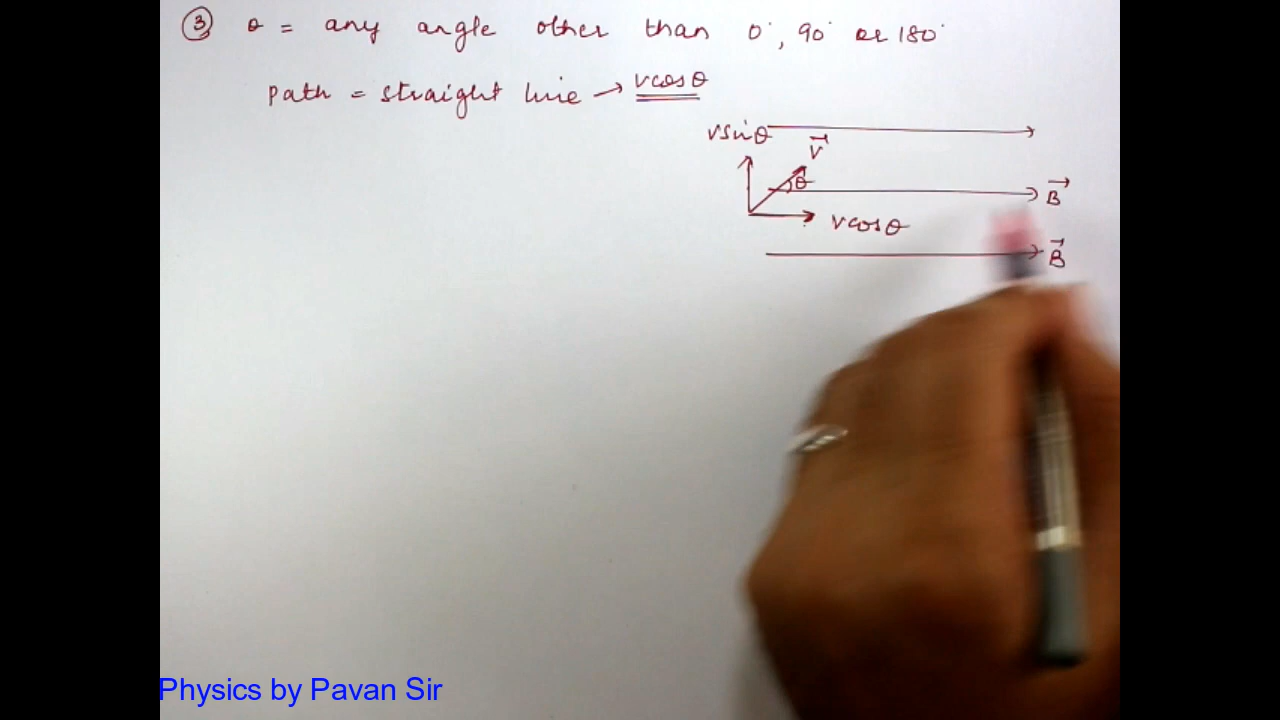 ③ θ = any angle other than 0°, 90° or 180°
Path = straight line → vcosθ
vsinθ
V⃗
θ
B⃗
vcosθ
B⃗
Physics by Pavan Sir